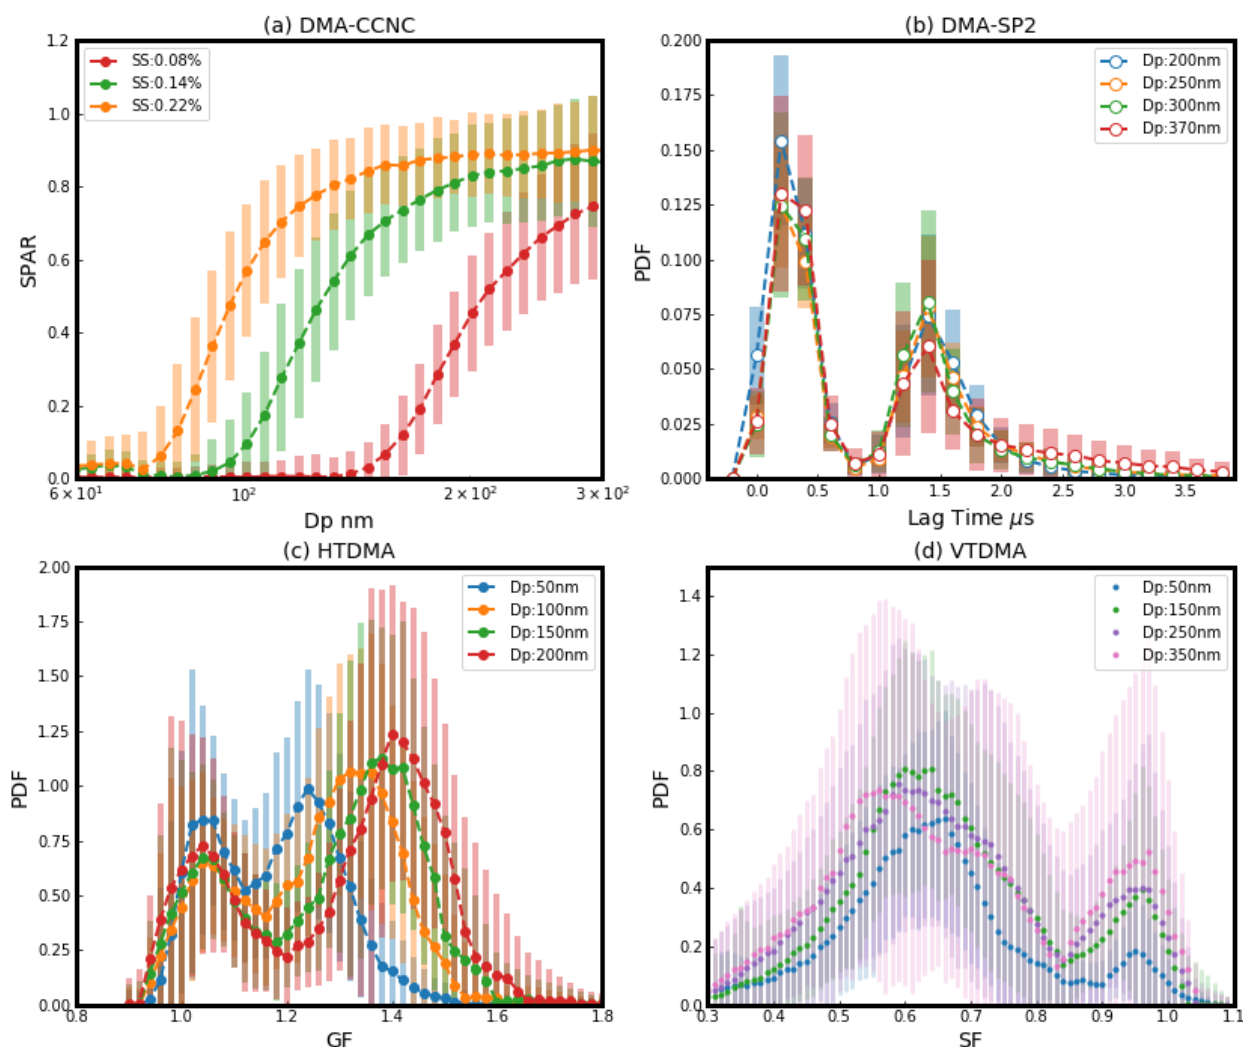 (a) DMA-CCNC
SPAR
1.2
1.0
0.8
0.6
0.4
0.2
0.0
SS:0.08%
SS:0.14%
SS:0.22%
6 × 10¹
10²
2 × 10²
3 × 10²
Dp nm
(b) DMA-SP2
PDF
0.200
0.175
0.150
0.125
0.100
0.075
0.050
0.025
0.000
Dp:200nm
Dp:250nm
Dp:300nm
Dp:370nm
0.0 0.5 1.0 1.5 2.0 2.5 3.0 3.5
Lag Time μs
(c) HTDMA
PDF
2.00
1.75
1.50
1.25
1.00
0.75
0.50
0.25
0.00
Dp:50nm
Dp:100nm
Dp:150nm
Dp:200nm
0.8 1.0 1.2 1.4 1.6 1.8
GF
(d) VTDMA
PDF
1.4
1.2
1.0
0.8
0.6
0.4
0.2
0.0
Dp:50nm
Dp:150nm
Dp:250nm
Dp:350nm
0.3 0.4 0.5 0.6 0.7 0.8 0.9 1.0 1.1
SF